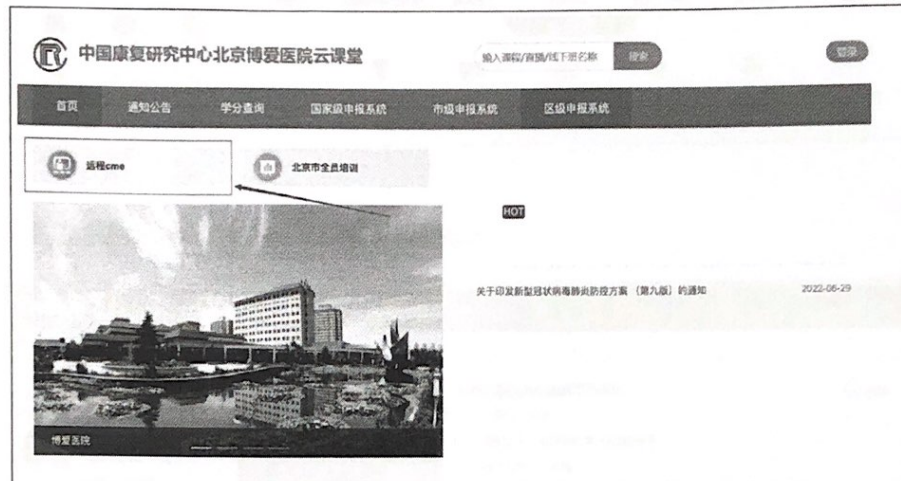 中国康复研究中心北京博爱医院云课堂
输入课程/直播/线下班名称 搜索
登录
首页 通知公告 学分查询 国家级申报系统 市级申报系统 区级申报系统
远程cme
北京市全员培训
HOT
关于印发新型冠状病毒肺炎防控方案 (第九版) 的通知 2022-06-29
博爱医院